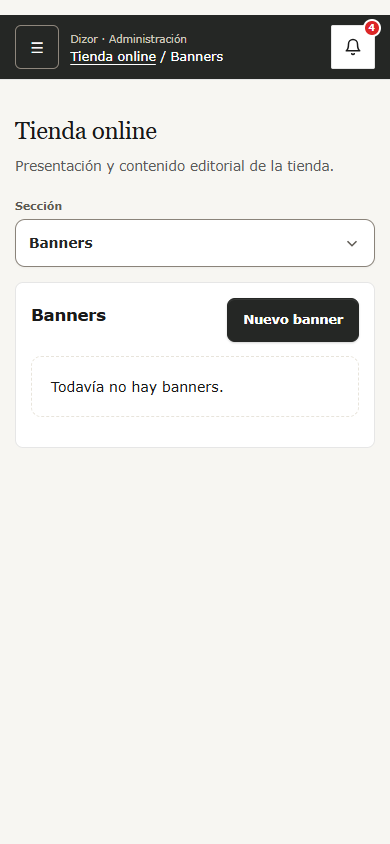 ☰
Dizor · Administración
Tienda online / Banners
4
Tienda online
Presentación y contenido editorial de la tienda.
Sección
Banners
Banners
Nuevo banner
Todavía no hay banners.